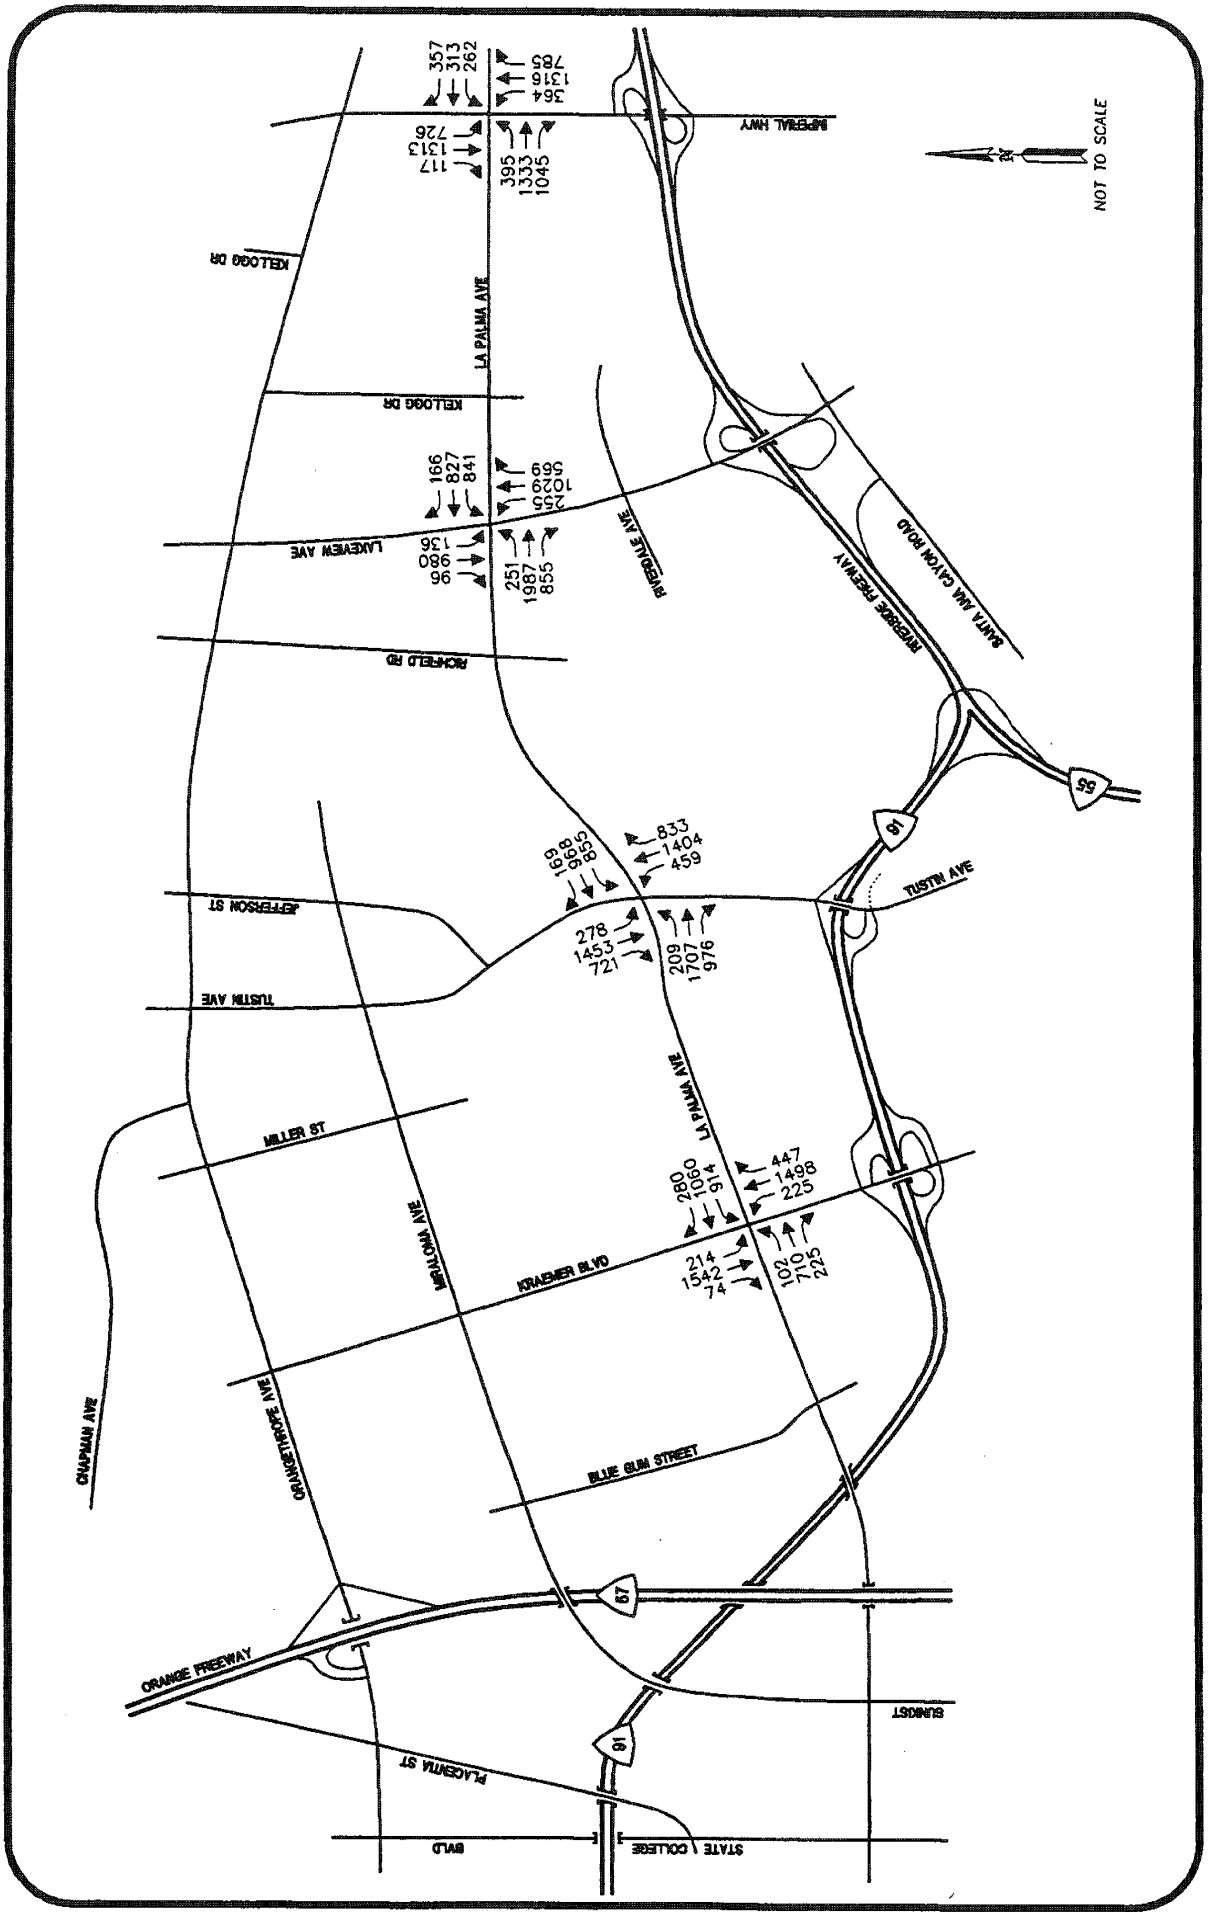 357
313
262
785
1316
364
726
1313
117
395
1333
1045
IMPERIAL HWY
N
NOT TO SCALE
KELLOGG DR
LA PALMA AVE
KELLOGG DR
166
827
841
569
1029
255
LAKEVIEW AVE
136
980
96
251
1987
855
RIVERDALE AVE
SANTA AMA CAYON ROAD
RIVERSIDE FREEWAY
RICHFIELD RD
55
91
169
968
855
833
1404
459
TUSTIN AVE
JEFFERSON ST
278
1453
721
209
1707
976
TUSTIN AVE
LA PALMA AVE
MILLER ST
280
1060
914
447
1498
225
MIRALOMA AVE
KRAEMER BLVD
214
1542
74
102
710
225
CHAPMAN AVE
ORANGETHROPE AVE
BLUE GUM STREET
57
ORANGE FREEWAY
SUNKIST
91
PLACENTIA ST
BVLD
STATE COLLEGE